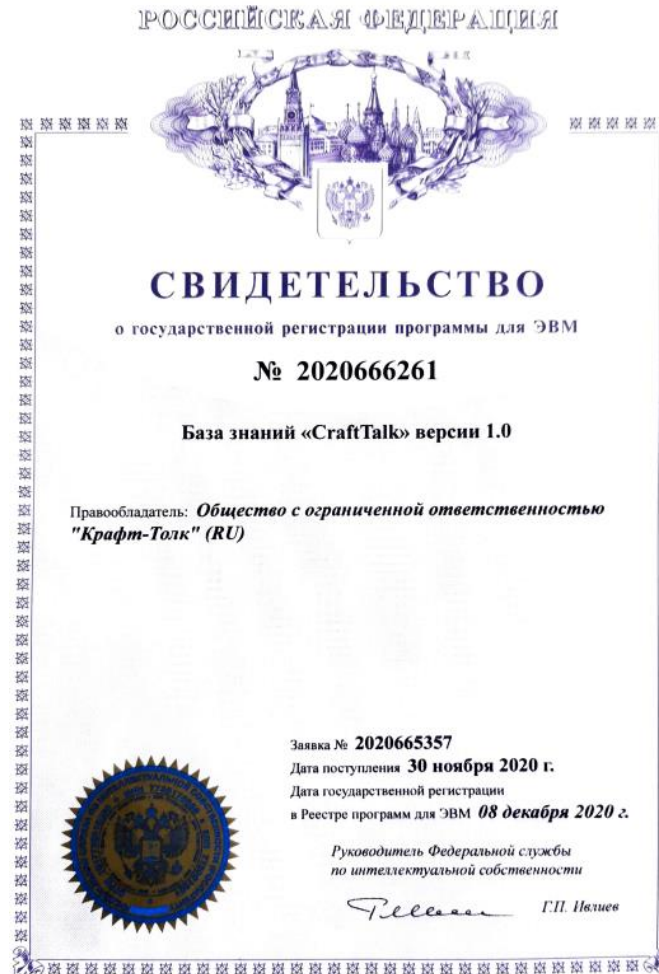 РОССИЙСКАЯ ФЕДЕРАЦИЯ
СВИДЕТЕЛЬСТВО
о государственной регистрации программы для ЭВМ
№ 2020666261
База знаний «CraftTalk» версии 1.0
Правообладатель: Общество с ограниченной ответственностью
"Крафт-Толк" (RU)
Заявка № 2020665357
Дата поступления 30 ноября 2020 г.
Дата государственной регистрации
в Реестре программ для ЭВМ 08 декабря 2020 г.
Руководитель Федеральной службы
по интеллектуальной собственности
Г.П. Ивлиев